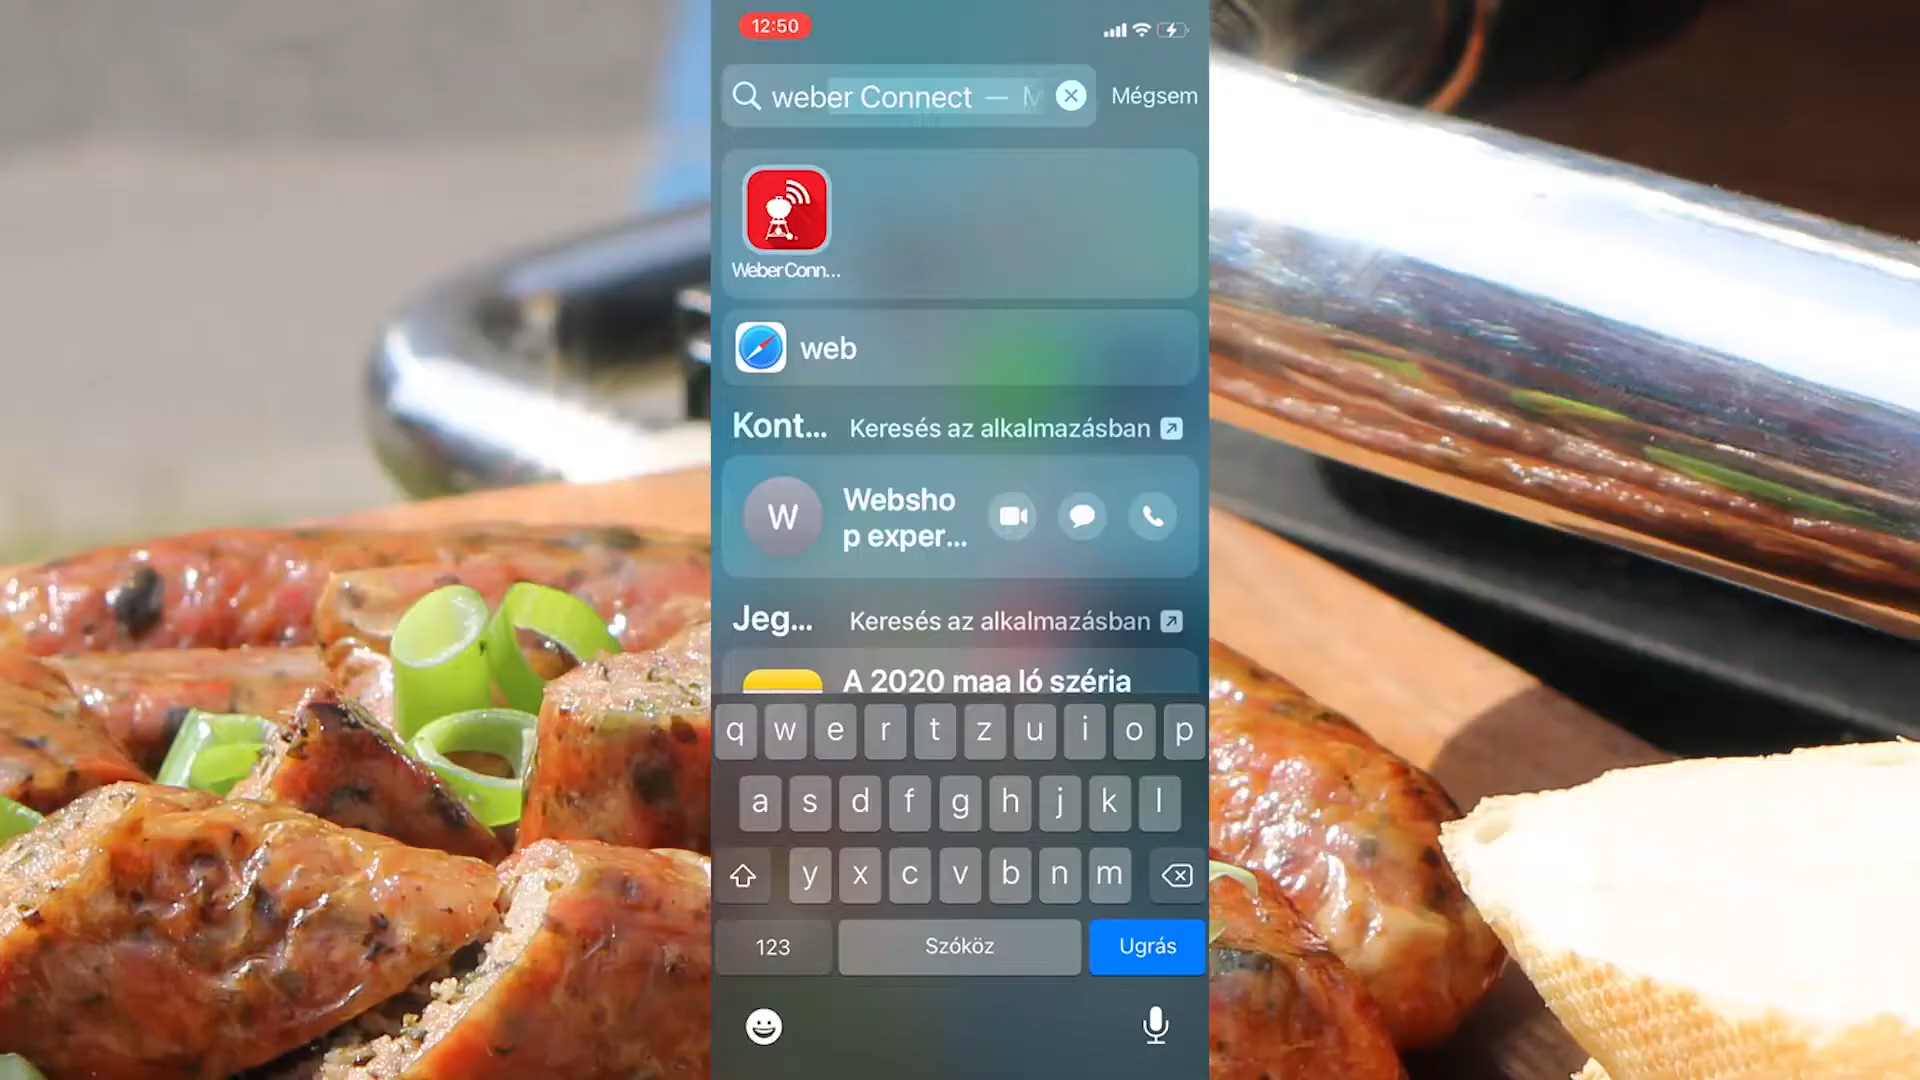 12:50
weber Connect — M
Mégsem
Weber Conn...
web
Kont... Keresés az alkalmazásban
W
Websho
p exper...
Jeg... Keresés az alkalmazásban
A 2020 maa ló széria
q w e r t z u i o p
a s d f g h j k l
y x c v b n m
123 Szóköz Ugrás